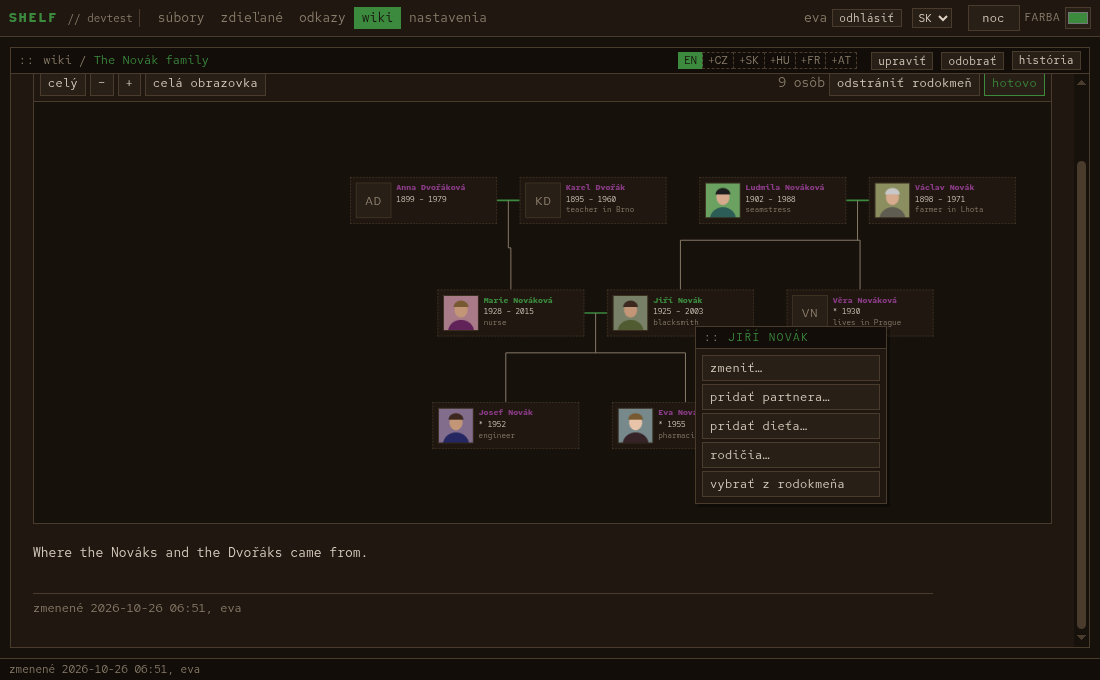 SHELF // devtest súbory zdieľané odkazy wiki nastavenia eva odhlásiť SK noc FARBA
:: wiki / The Novák family EN +CZ +SK +HU +FR +AT upraviť odobrať história
celý − + celá obrazovka 9 osôb odstrániť rodokmeň hotovo
AD Anna Dvořáková
1899 – 1979
KD Karel Dvořák
1895 – 1960
teacher in Brno
Ludmila Nováková
1902 – 1988
seamstress
Václav Novák
1898 – 1971
farmer in Lhota
Marie Nováková
1928 – 2015
nurse
Jiří Novák
1925 – 2003
blacksmith
VN Věra Nováková
* 1930
lives in Prague
:: JIŘÍ NOVÁK
zmeniť…
pridať partnera…
pridať dieťa…
rodičia…
vybrať z rodokmeňa
Josef Novák
* 1952
engineer
Eva Nová
* 1955
pharmaci
Where the Nováks and the Dvořáks came from.
zmenené 2026-10-26 06:51, eva
zmenené 2026-10-26 06:51, eva